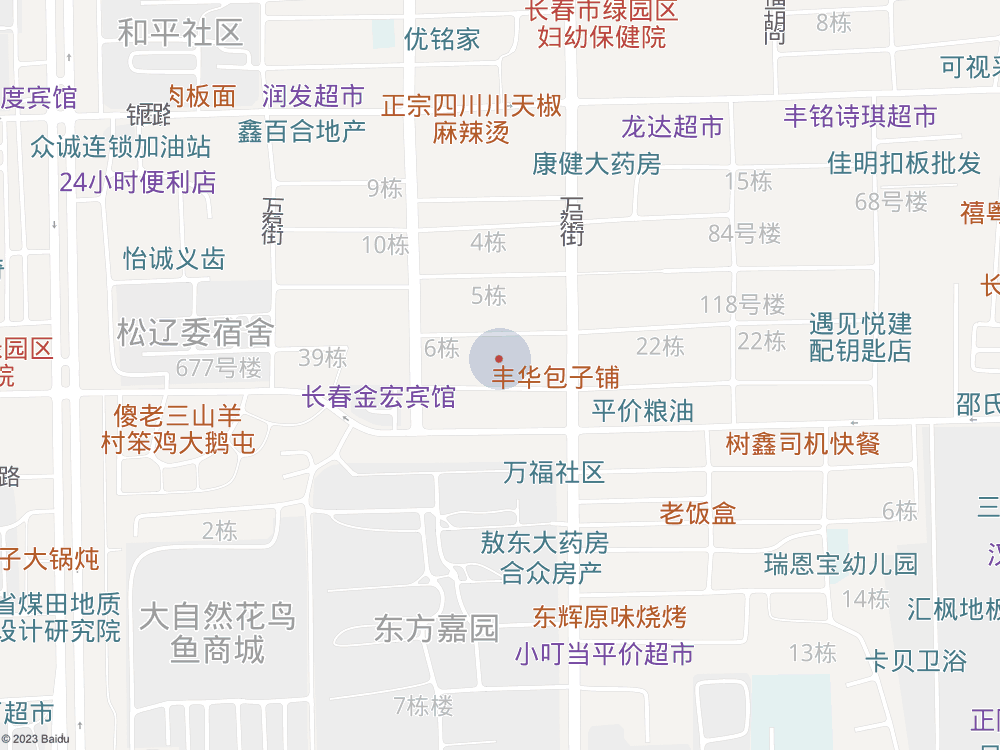 长春市绿园区
妇幼保健院
8栋
和平社区
优铭家
可视
度宾馆
肉板面
润发超市
正宗四川川天椒
麻辣烫
龙达超市
丰铭诗琪超市
众诚连锁加油站
鑫百合地产
康健大药房
佳明扣板批发
24小时便利店
9栋
15栋
68号楼
万有街
万福街
禧粤
10栋
4栋
84号楼
怡诚义齿
长
5栋
118号楼
松辽委宿舍
677号楼
39栋
6栋
22栋
22栋
遇见悦建
配钥匙店
绿园区
院
丰华包子铺
长春金宏宾馆
平价粮油
邵氏
傻老三山羊
村笨鸡大鹅屯
树鑫司机快餐
路
万福社区
2栋
老饭盒
6栋
三
敖东大药房
合众房产
子大锅炖
瑞恩宝幼儿园
14栋
省煤田地质
设计研究院
大自然花鸟
鱼商城
东方嘉园
东辉原味烧烤
汇枫地板
小叮当平价超市
13栋
卡贝卫浴
7栋楼
超市
© 2023 Baidu